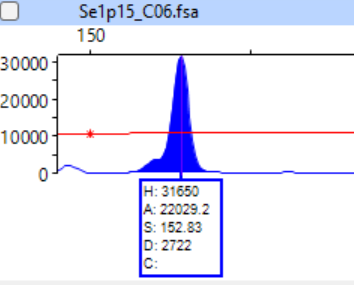 Se1p15_C06.fsa
150
30000
20000
10000
0
H: 31650
A: 22029.2
S: 152.83
D: 2722
C: